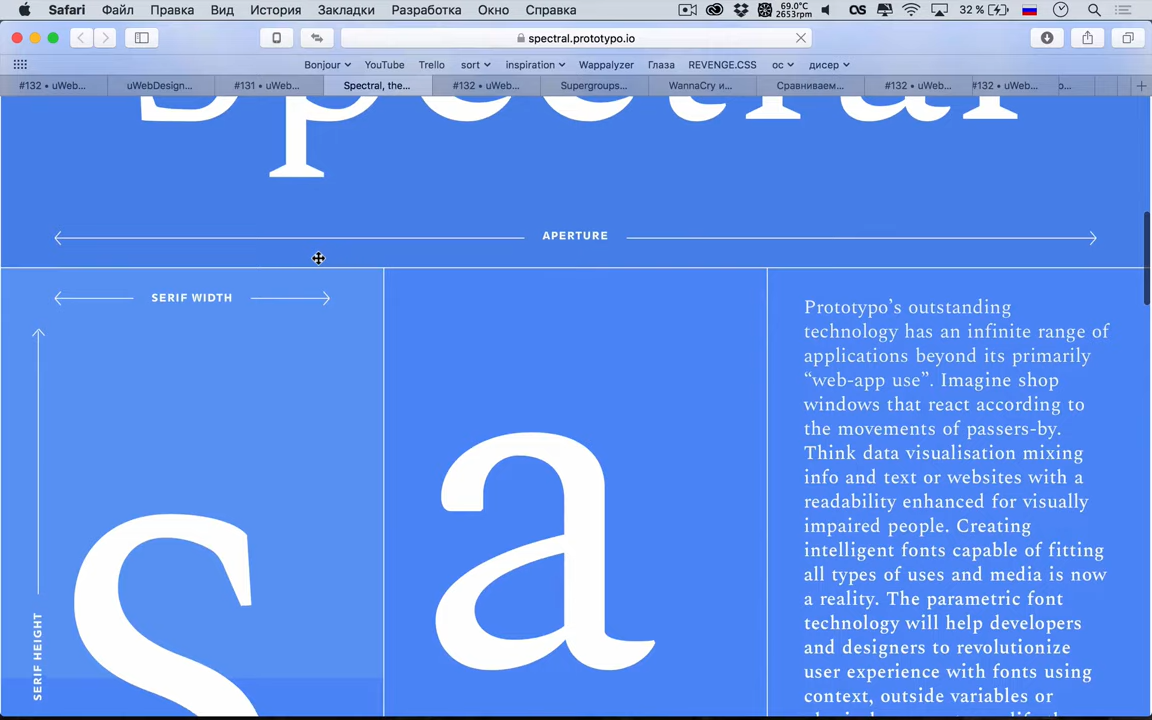 Safari Файл Правка Вид История Закладки Разработка Окно Справка
69.0°C
2653rpm
32 %
spectral.prototypo.io
Bonjour YouTube Trello sort inspiration Wappalyzer Глаза REVENGE.CSS ос дисер
#132 • uWeb... uWebDesign... #131 • uWeb... Spectral, the... #132 • uWeb... Supergroups... WannaCry и... Сравниваем... #132 • uWeb... #132 • uWeb...
spectral
APERTURE
SERIF WIDTH
SERIF HEIGHT
s
a
Prototypo’s outstanding
technology has an infinite range of
applications beyond its primarily
“web-app use”. Imagine shop
windows that react according to
the movements of passers-by.
Think data visualisation mixing
info and text or websites with a
readability enhanced for visually
impaired people. Creating
intelligent fonts capable of fitting
all types of uses and media is now
a reality. The parametric font
technology will help developers
and designers to revolutionize
user experience with fonts using
context, outside variables or